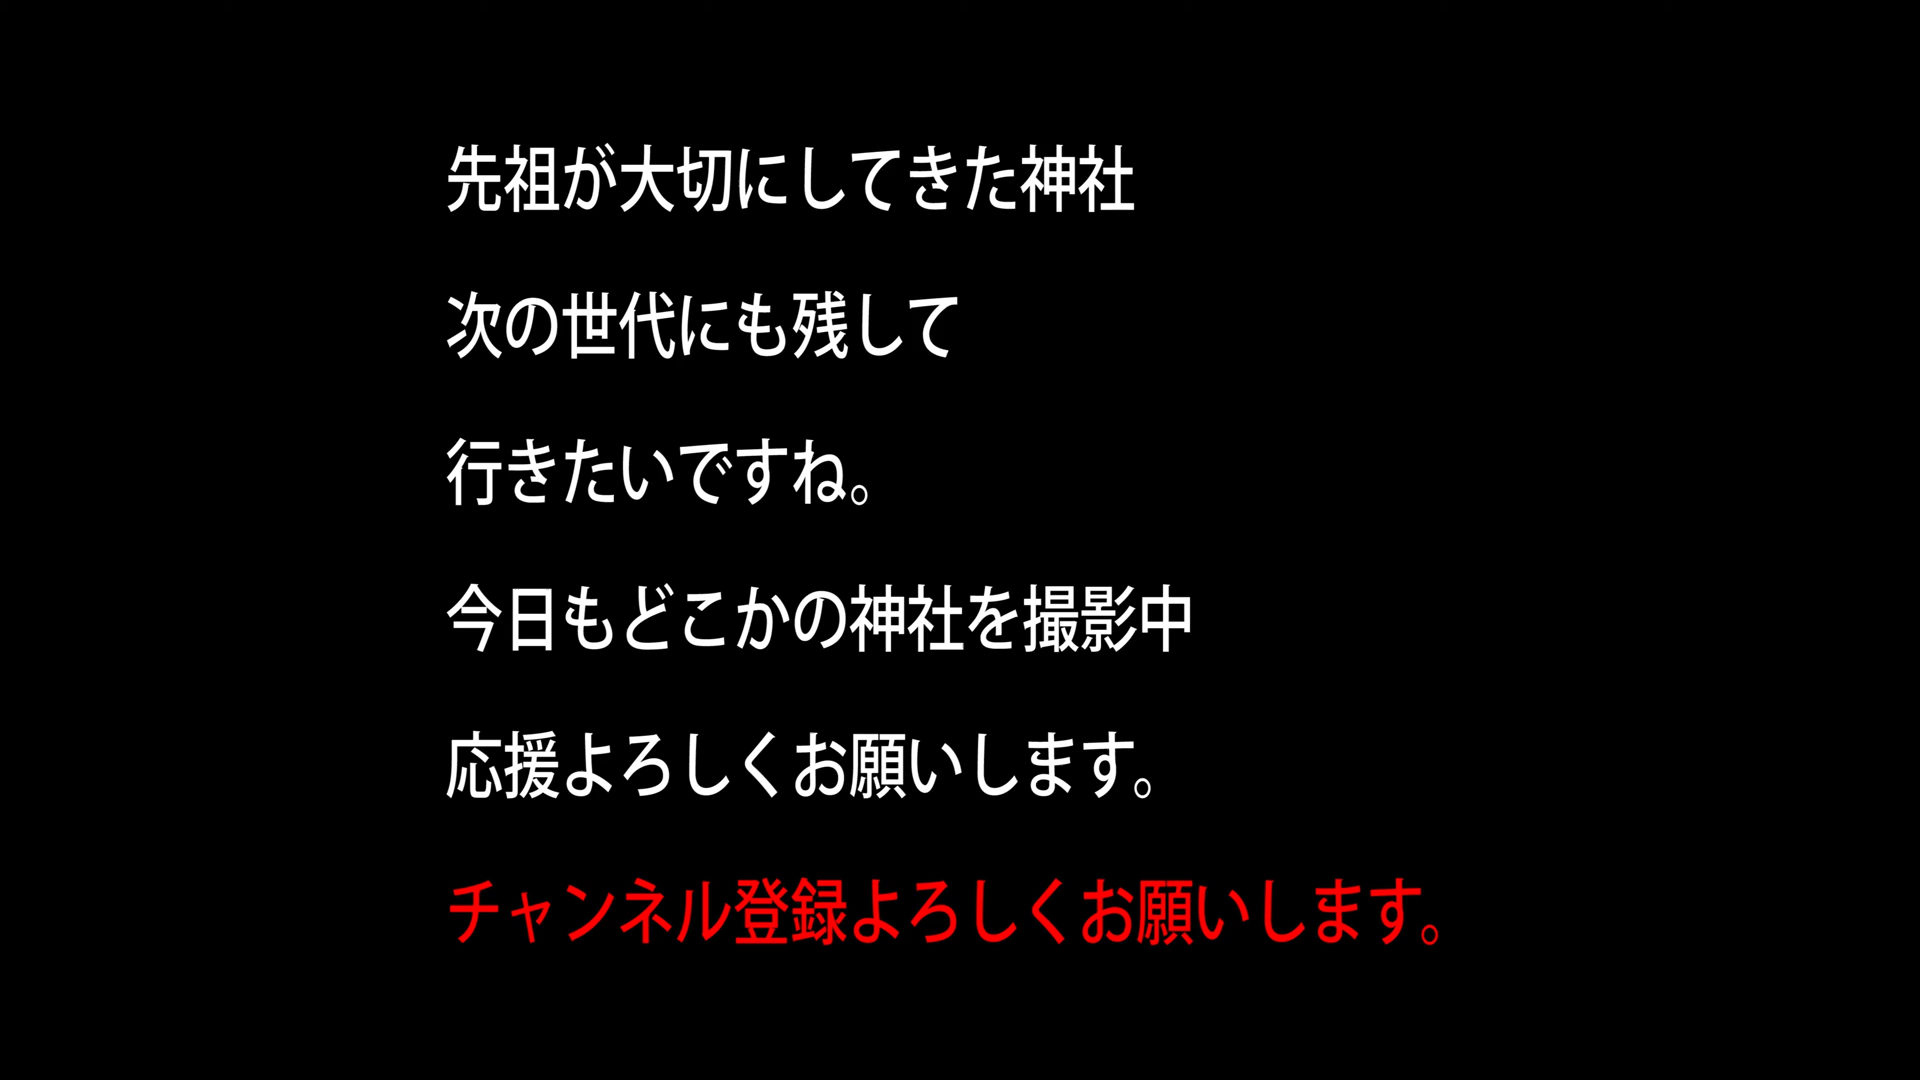 先祖が大切にしてきた神社
次の世代にも残して
行きたいですね。
今日もどこかの神社を撮影中
応援よろしくお願いします。
チャンネル登録よろしくお願いします。